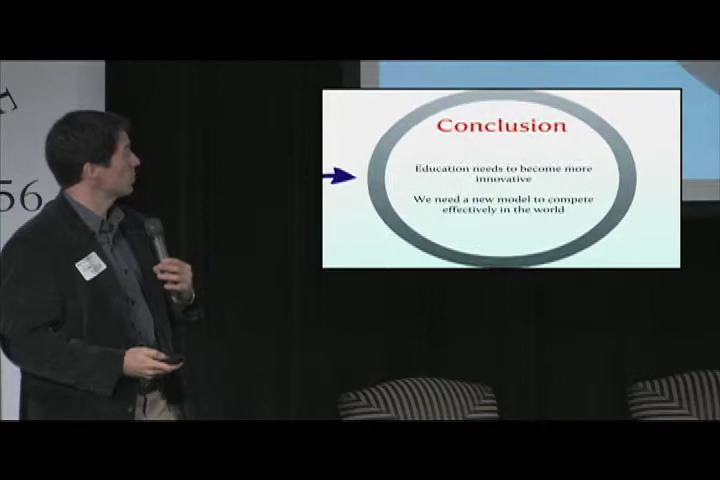 56
Conclusion
Education needs to become more
innovative
We need a new model to compete
effectively in the world